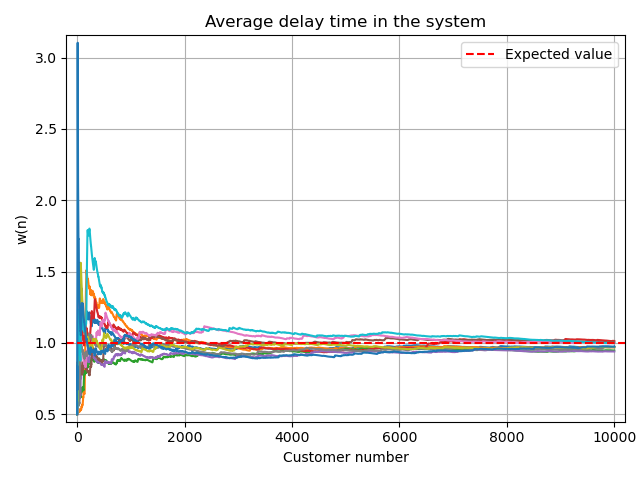 Average delay time in the system
Expected value
w(n)
3.0
2.5
2.0
1.5
1.0
0.5
0 2000 4000 6000 8000 10000
Customer number